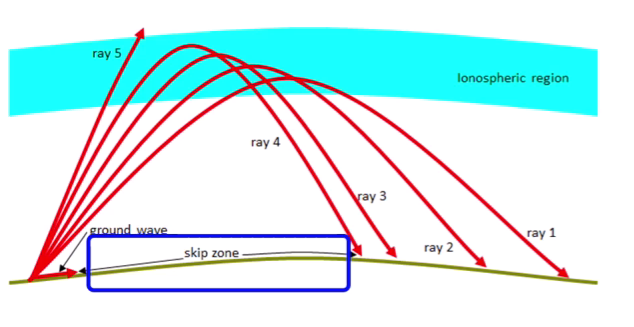 ray 5
Ionospheric region
ray 4
ray 3
ground wave
ray 1
ray 2
skip zone